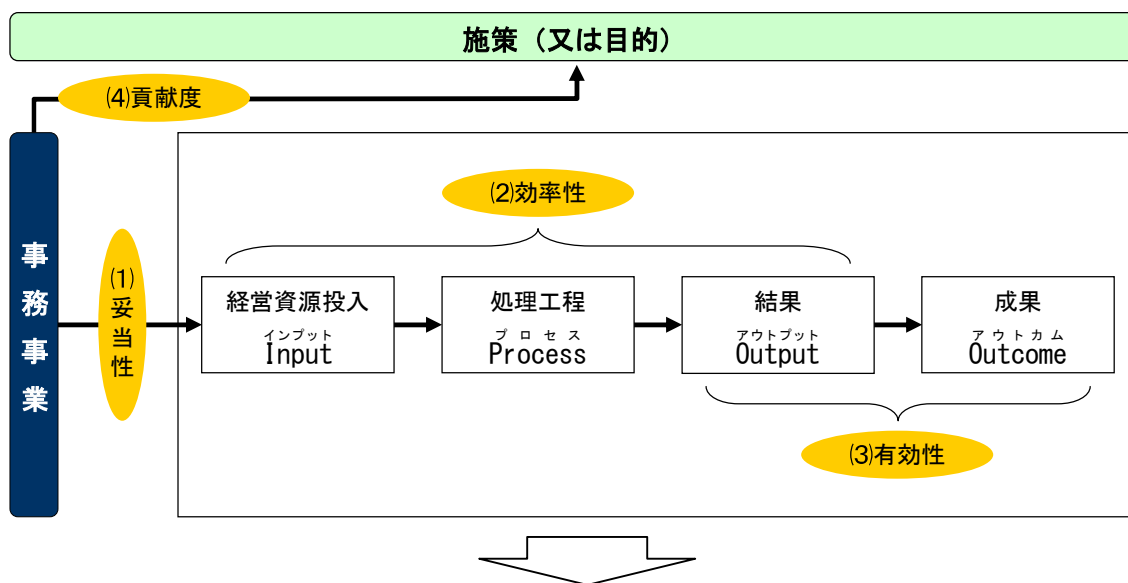 施策（又は目的）
⑷貢献度
事務事業
⑴妥当性
⑵効率性
経営資源投入
インプット
Input
処理工程
プロセス
Process
結果
アウトプット
Output
成果
アウトカム
Outcome
⑶有効性